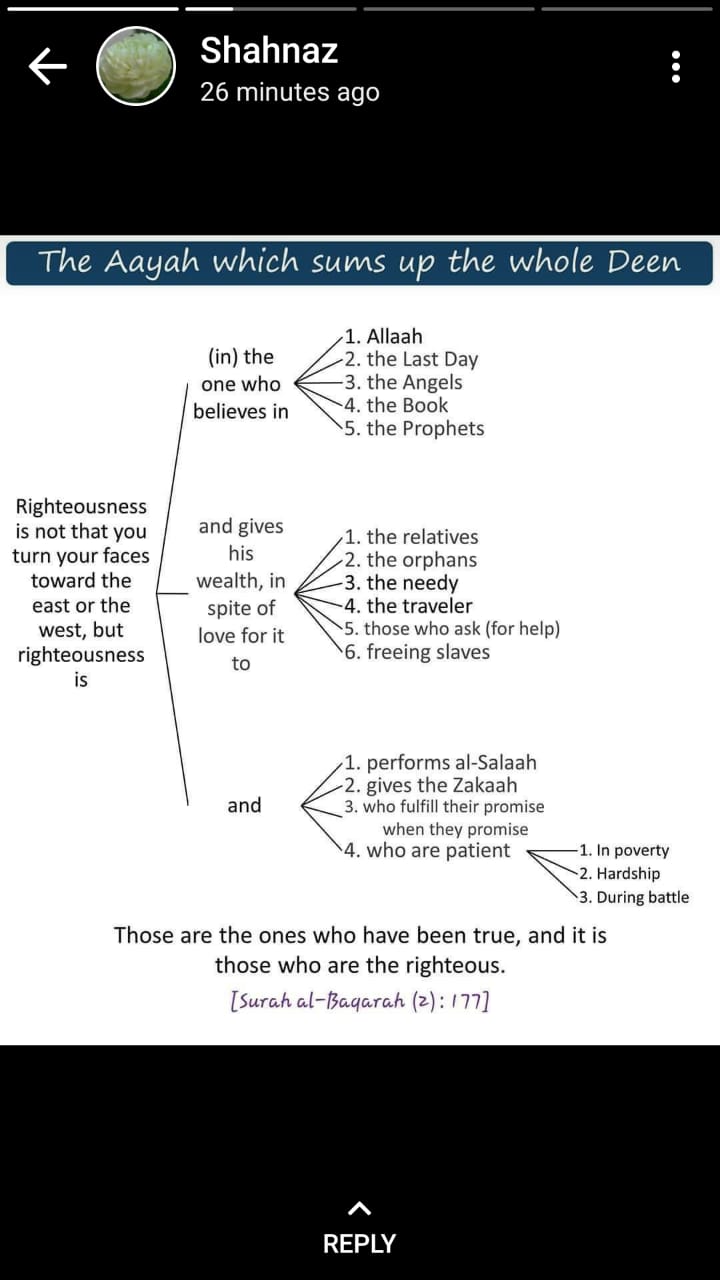 Shahnaz
26 minutes ago
The Aayah which sums up the whole Deen
(in) the
one who
believes in
1. Allaah
2. the Last Day
3. the Angels
4. the Book
5. the Prophets
Righteousness
is not that you
turn your faces
toward the
east or the
west, but
righteousness
is
and gives
his
wealth, in
spite of
love for it
to
1. the relatives
2. the orphans
3. the needy
4. the traveler
5. those who ask (for help)
6. freeing slaves
and
1. performs al-Salaah
2. gives the Zakaah
3. who fulfill their promise
when they promise
4. who are patient
1. In poverty
2. Hardship
3. During battle
Those are the ones who have been true, and it is
those who are the righteous.
[Surah al-Baqarah (2): 177]
REPLY